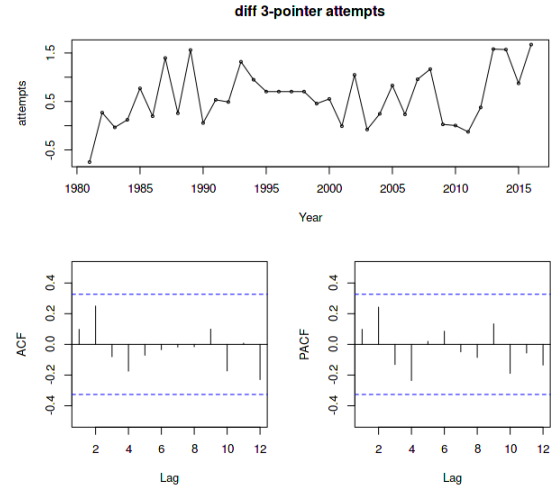 diff 3-pointer attempts
attempts
1.5
0.5
-0.5
1980 1985 1990 1995 2000 2005 2010 2015
Year
ACF
0.4
0.2
0.0
-0.2
-0.4
2 4 6 8 10 12
Lag
PACF
0.4
0.2
0.0
-0.2
-0.4
2 4 6 8 10 12
Lag